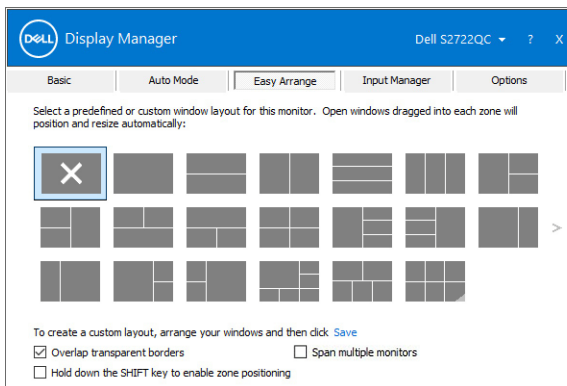 DELL Display Manager Dell S2722QC ? X
Basic Auto Mode Easy Arrange Input Manager Options
Select a predefined or custom window layout for this monitor. Open windows dragged into each zone will
position and resize automatically:
To create a custom layout, arrange your windows and then click Save
Overlap transparent borders Span multiple monitors
Hold down the SHIFT key to enable zone positioning